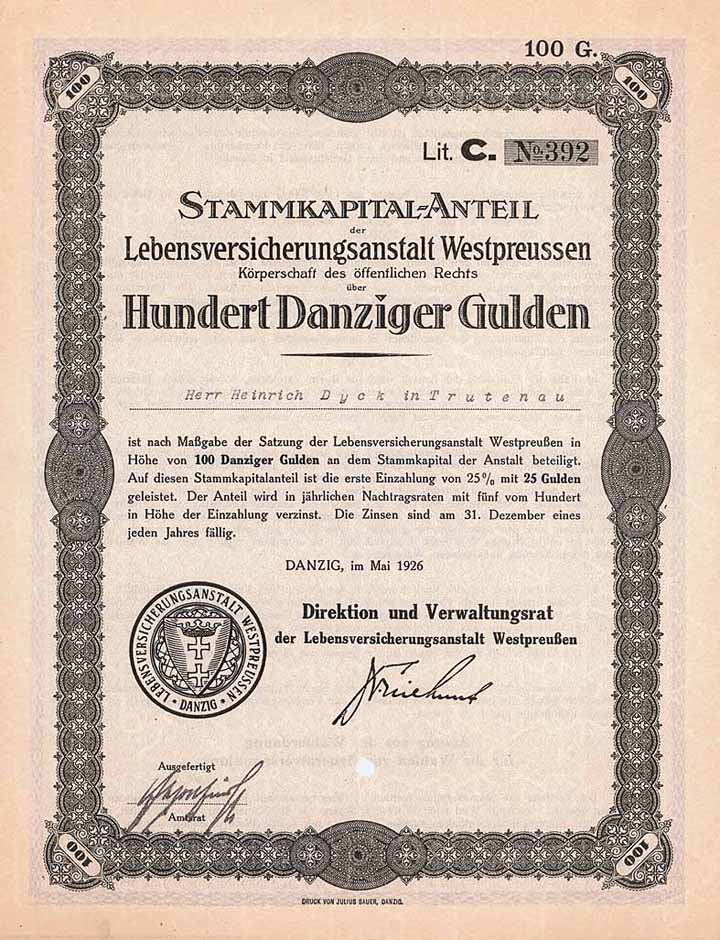 100 G.
100
100
Lit. C. No. 392
STAMMKAPITAL-ANTEIL
der
Lebensversicherungsanstalt Westpreussen
Körperschaft des öffentlichen Rechts
über
Hundert Danziger Gulden
Herr Heinrich Dyck in Trutenau
ist nach Maßgabe der Satzung der Lebensversicherungsanstalt Westpreußen in
Höhe von 100 Danziger Gulden an dem Stammkapital der Anstalt beteiligt.
Auf diesen Stammkapitalanteil ist die erste Einzahlung von 25% mit 25 Gulden
geleistet. Der Anteil wird in jährlichen Nachtragsraten mit fünf vom Hundert
in Höhe der Einzahlung verzinst. Die Zinsen sind am 31. Dezember eines
jeden Jahres fällig.
DANZIG, im Mai 1926
LEBENSVERSICHERUNGSANSTALT WESTPREUSSEN
• DANZIG •
Direktion und Verwaltungsrat
der Lebensversicherungsanstalt Westpreußen
Ausgefertigt
Amtsrat
100
100
DRUCK VON JULIUS SAUER, DANZIG.